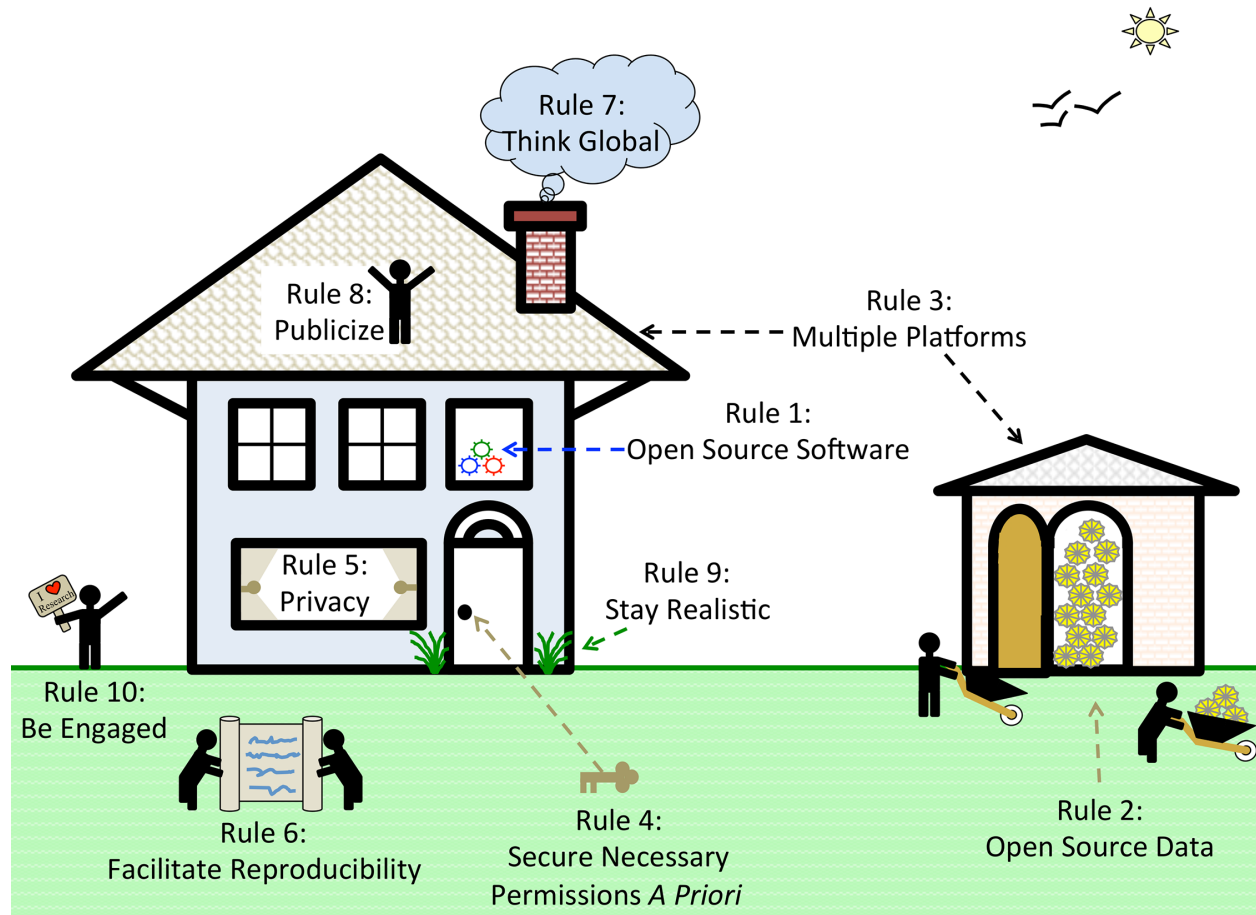 Rule 7:
Think Global
Rule 8:
Publicize
Rule 3:
Multiple Platforms
Rule 1:
Open Source Software
Rule 5:
Privacy
Rule 9:
Stay Realistic
I
Research
Rule 10:
Be Engaged
Rule 6:
Facilitate Reproducibility
Rule 4:
Secure Necessary
Permissions A Priori
Rule 2:
Open Source Data